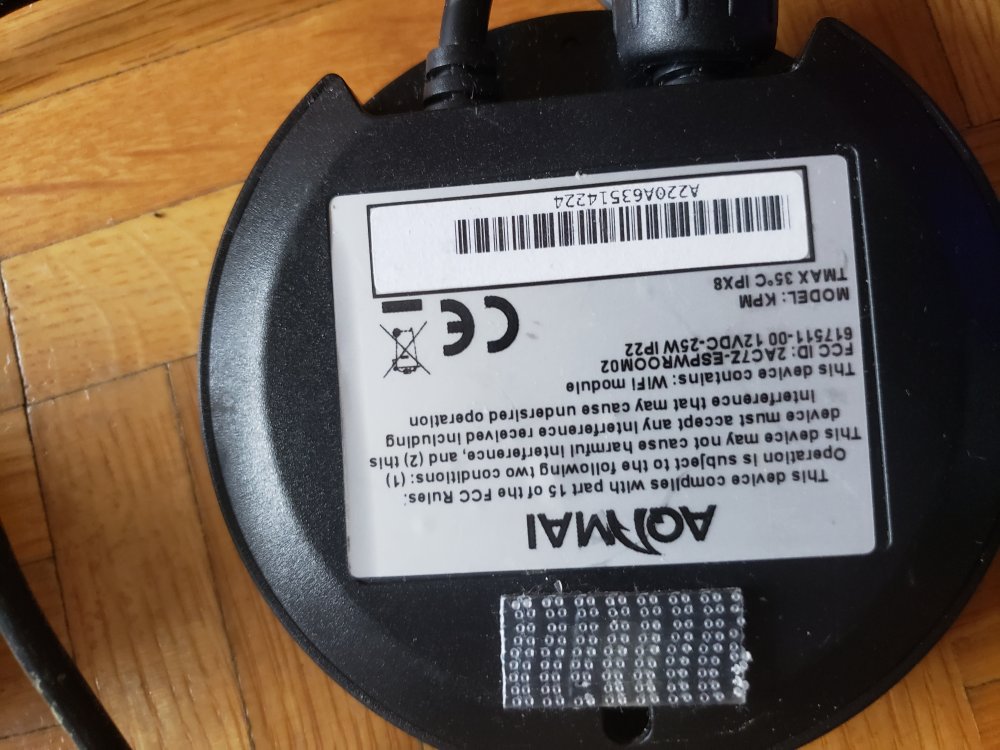 AQAMAI
This device complies with part 15 of the FCC Rules:
Operation is subject to the following two conditions: (1)
This device may not cause harmful interference, and (2) this
device must accept any interference received including
interference that may cause undersired operation
This device contains: WiFi module
FCC ID: 2AC7Z-ESPWROOM02
617511-00 12VDC-25W IP22
MODEL: KPM
TMAX 35°C IPX8
CE
A220A63514224